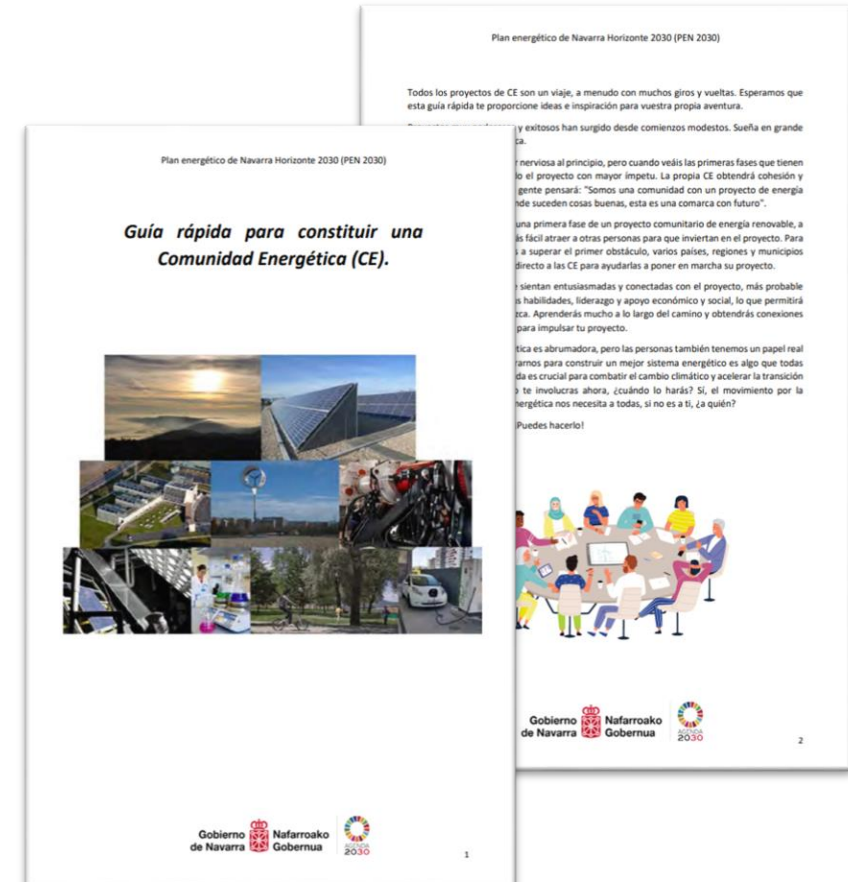 Plan energético de Navarra Horizonte 2030 (PEN 2030)
Guía rápida para constituir una
Comunidad Energética (CE).
Gobierno de Navarra
Nafarroako Gobernua
AGENDA
2030
1
Plan energético de Navarra Horizonte 2030 (PEN 2030)
Todos los proyectos de CE son un viaje, a menudo con muchos giros y vueltas. Esperamos que
esta guía rápida te proporcione ideas e inspiración para vuestra propia aventura.
y exitosos han surgido desde comienzos modestos. Sueña en grande
ca.
nerviosa al principio, pero cuando veáis las primeras fases que tienen
o el proyecto con mayor ímpetu. La propia CE obtendrá cohesión y
gente pensará: "Somos una comunidad con un proyecto de energía
nde suceden cosas buenas, esta es una comarca con futuro".
una primera fase de un proyecto comunitario de energía renovable, a
ás fácil atraer a otras personas para que inviertan en el proyecto. Para
a superar el primer obstáculo, varios países, regiones y municipios
directo a las CE para ayudarlas a poner en marcha su proyecto.
sientan entusiasmadas y conectadas con el proyecto, más probable
s habilidades, liderazgo y apoyo económico y social, lo que permitirá
zca. Aprenderás mucho a lo largo del camino y obtendrás conexiones
para impulsar tu proyecto.
tica es abrumadora, pero las personas también tenemos un papel real
rarnos para construir un mejor sistema energético es algo que todas
da es crucial para combatir el cambio climático y acelerar la transición
te involucras ahora, ¿cuándo lo harás? Sí, el movimiento por la
nergética nos necesita a todas, si no es a ti, ¿a quién?
Puedes hacerlo!
Gobierno de Navarra
Nafarroako Gobernua
AGENDA
2030
2